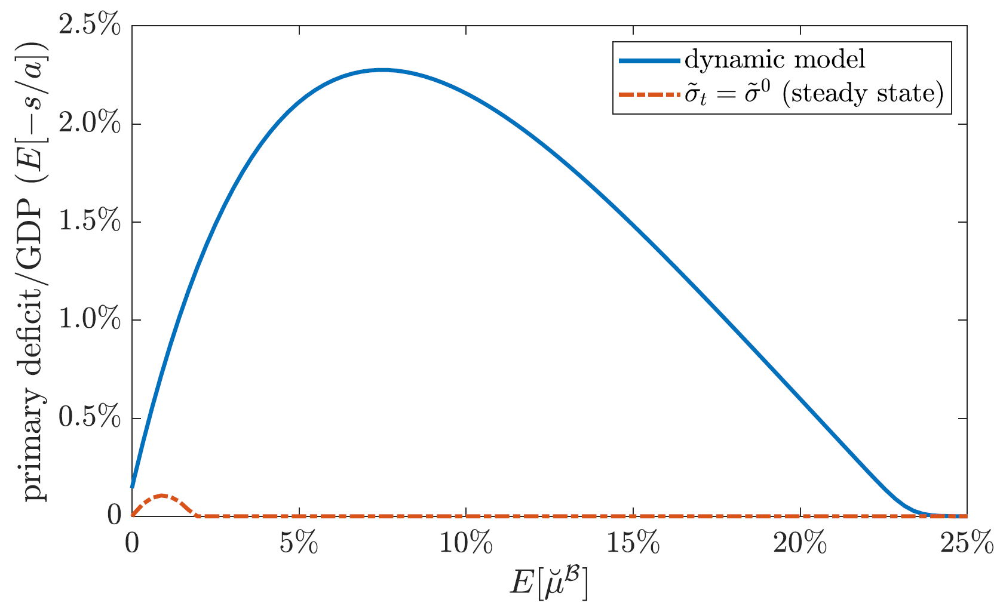 2.5%
2.0%
1.5%
1.0%
0.5%
0
primary deficit/GDP (E[−s/a])
dynamic model
σ̃ₜ = σ̃⁰ (steady state)
0 5% 10% 15% 20% 25%
E[μ̆ᴮ]